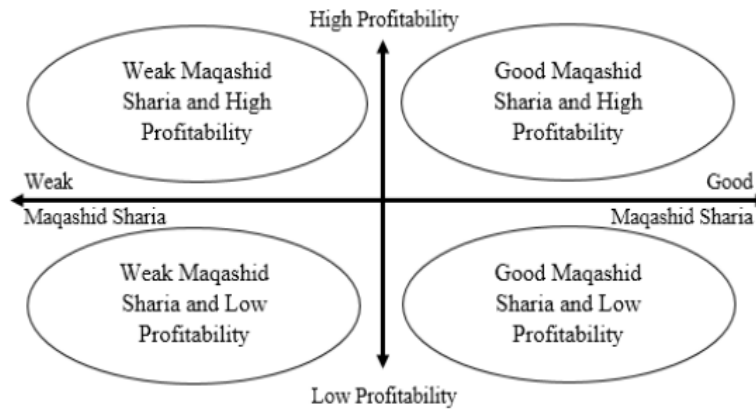 High Profitability
Weak Maqashid
Sharia and High
Profitability
Good Maqashid
Sharia and High
Profitability
Weak
Good
Maqashid Sharia
Maqashid Sharia
Weak Maqashid
Sharia and Low
Profitability
Good Maqashid
Sharia and Low
Profitability
Low Profitability